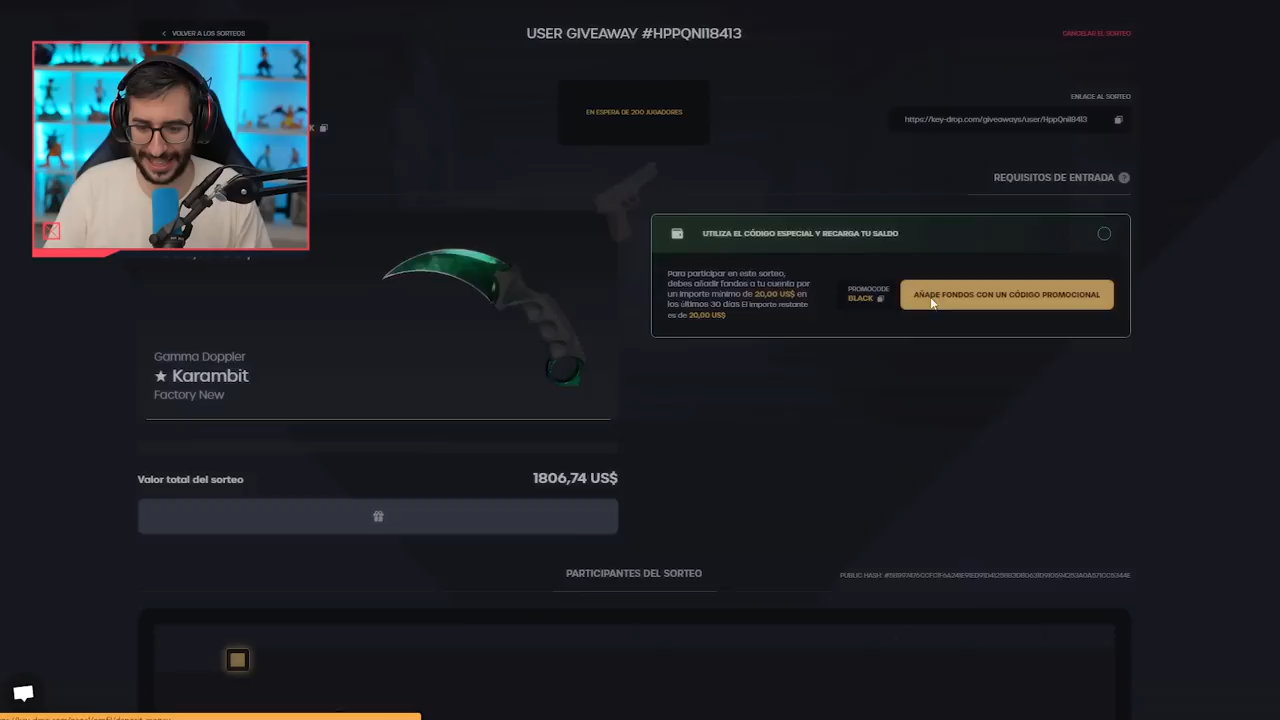 VOLVER A LOS SORTEOS
USER GIVEAWAY #HPPQNI18413
CANCELAR EL SORTEO
EN ESPERA DE 200 JUGADORES
ENLACE AL SORTEO
https://key-drop.com/giveaways/user/HppQni18413
K
REQUISITOS DE ENTRADA ?
UTILIZA EL CÓDIGO ESPECIAL Y RECARGA TU SALDO
Para participar en este sorteo,
debes añadir fondos a tu cuenta por
un importe mínimo de 20,00 US$ en
los últimos 30 días El importe restante
es de 20,00 US$
PROMOCODE
BLACK
AÑADE FONDOS CON UN CÓDIGO PROMOCIONAL
Gamma Doppler
★ Karambit
Factory New
Valor total del sorteo
1806,74 US$
PARTICIPANTES DEL SORTEO
PUBLIC HASH: